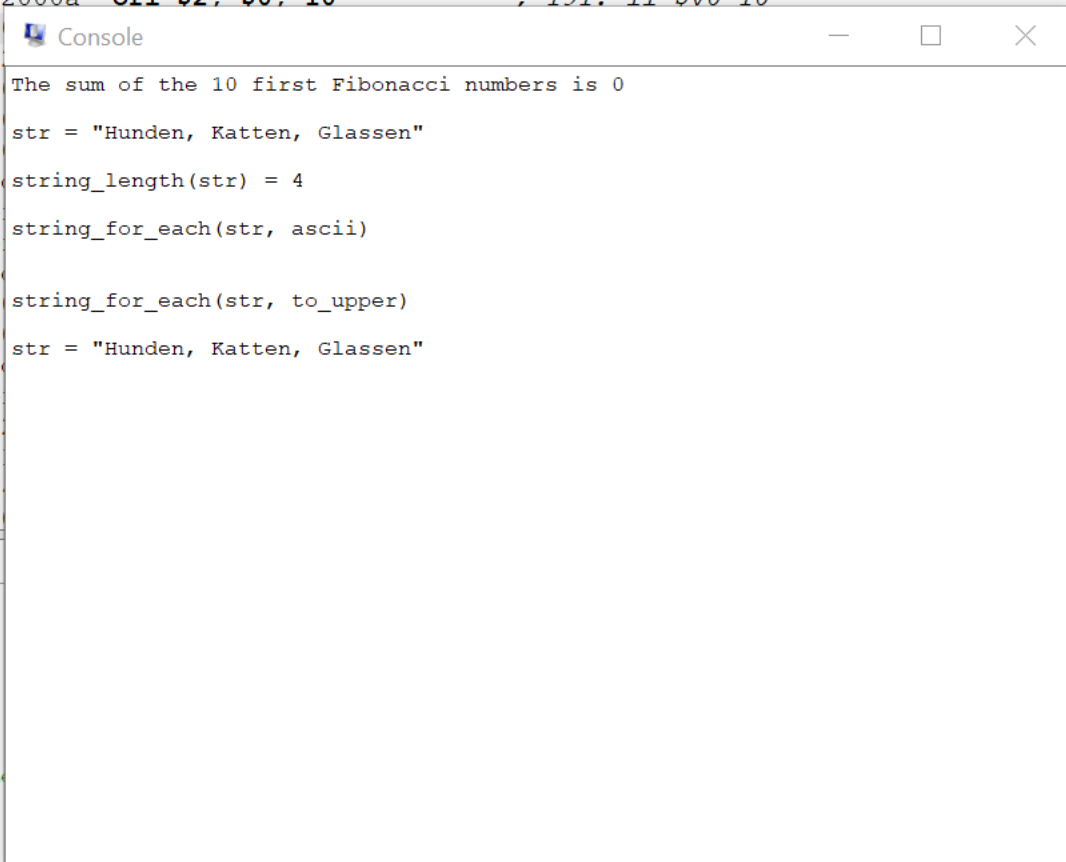 Console
The sum of the 10 first Fibonacci numbers is 0
str = "Hunden, Katten, Glassen"
string_length(str) = 4
string_for_each(str, ascii)
string_for_each(str, to_upper)
str = "Hunden, Katten, Glassen"